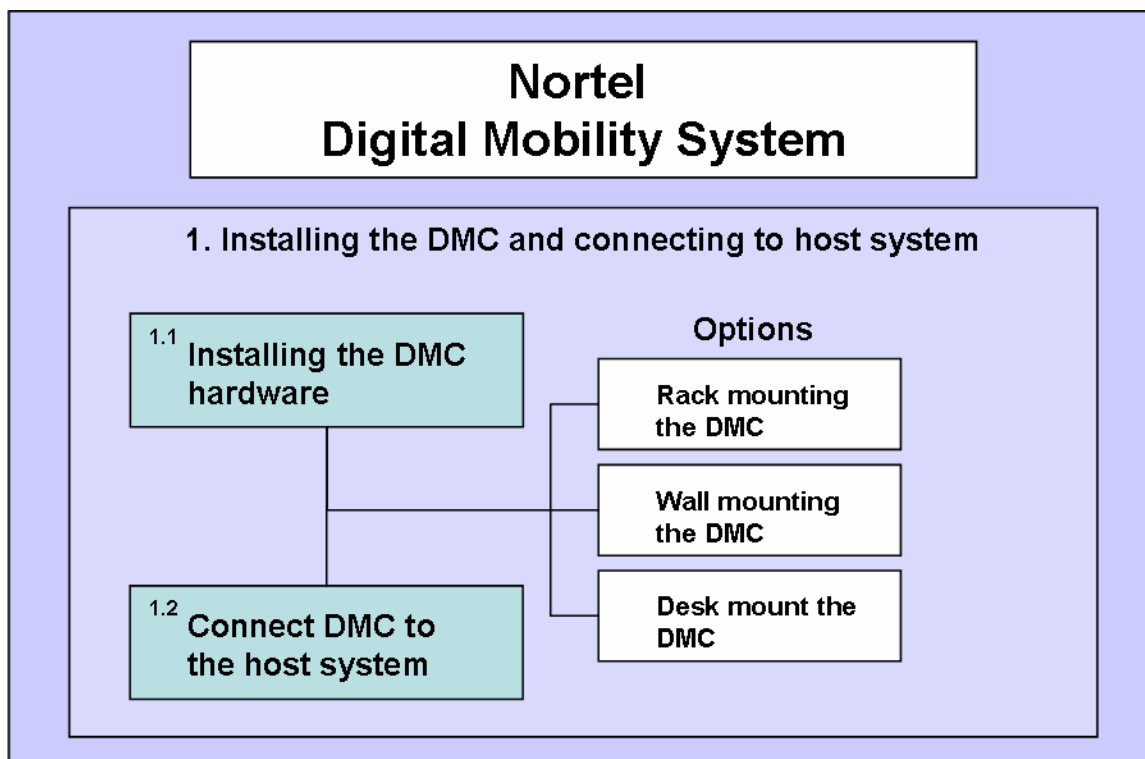 Nortel
Digital Mobility System
1. Installing the DMC and connecting to host system
1.1 Installing the DMC
hardware
Options
Rack mounting
the DMC
Wall mounting
the DMC
Desk mount the
DMC
1.2 Connect DMC to
the host system